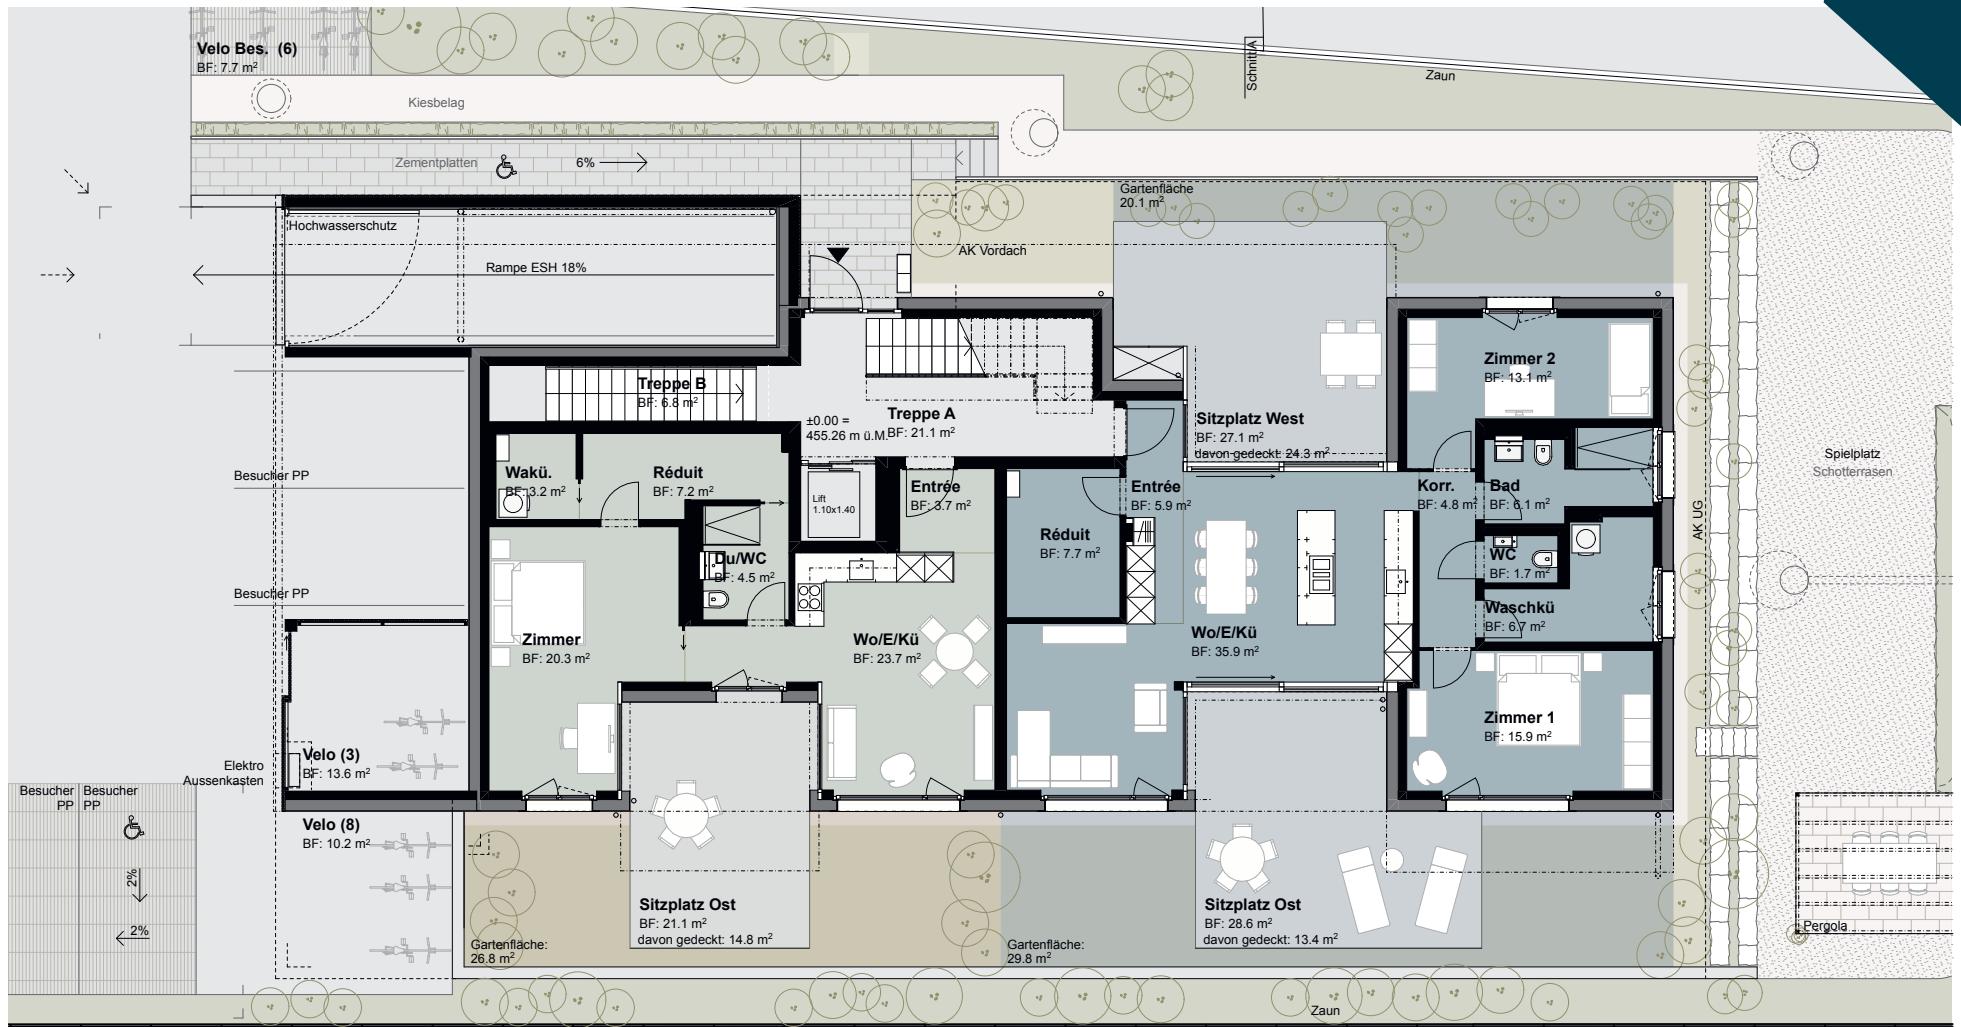 Velo Bes. (6)
BF: 7.7 m²
Kiesbelag
Schnitt A
Zaun
Zementplatten
6%
Gartenfläche
20.1 m²
Hochwasserschutz
AK Vordach
Rampe ESH 18%
Treppe B
BF: 6.8 m²
±0.00 =
455.26 m ü.M.
Treppe A
BF: 21.1 m²
Sitzplatz West
BF: 27.1 m²
davon gedeckt: 24.3 m²
Zimmer 2
BF: 13.1 m²
Spielplatz
Schotterrasen
Besucher PP
Wakü.
BF: 3.2 m²
Réduit
BF: 7.2 m²
Lift
1.10x1.40
Entrée
BF: 3.7 m²
Entrée
BF: 5.9 m²
Korr.
BF: 4.8 m²
Bad
BF: 6.1 m²
AK UG
Réduit
BF: 7.7 m²
Du/WC
BF: 4.5 m²
WC
BF: 1.7 m²
Besucher PP
Waschkü
BF: 6.7 m²
Zimmer
BF: 20.3 m²
Wo/E/Kü
BF: 23.7 m²
Wo/E/Kü
BF: 35.9 m²
Zimmer 1
BF: 15.9 m²
Velo (3)
BF: 13.6 m²
Elektro
Aussenkasten
Besucher
PP
Besucher
PP
Velo (8)
BF: 10.2 m²
2%
2%
Sitzplatz Ost
BF: 21.1 m²
davon gedeckt: 14.8 m²
Sitzplatz Ost
BF: 28.6 m²
davon gedeckt: 13.4 m²
Gartenfläche:
26.8 m²
Gartenfläche:
29.8 m²
Pergola
Zaun